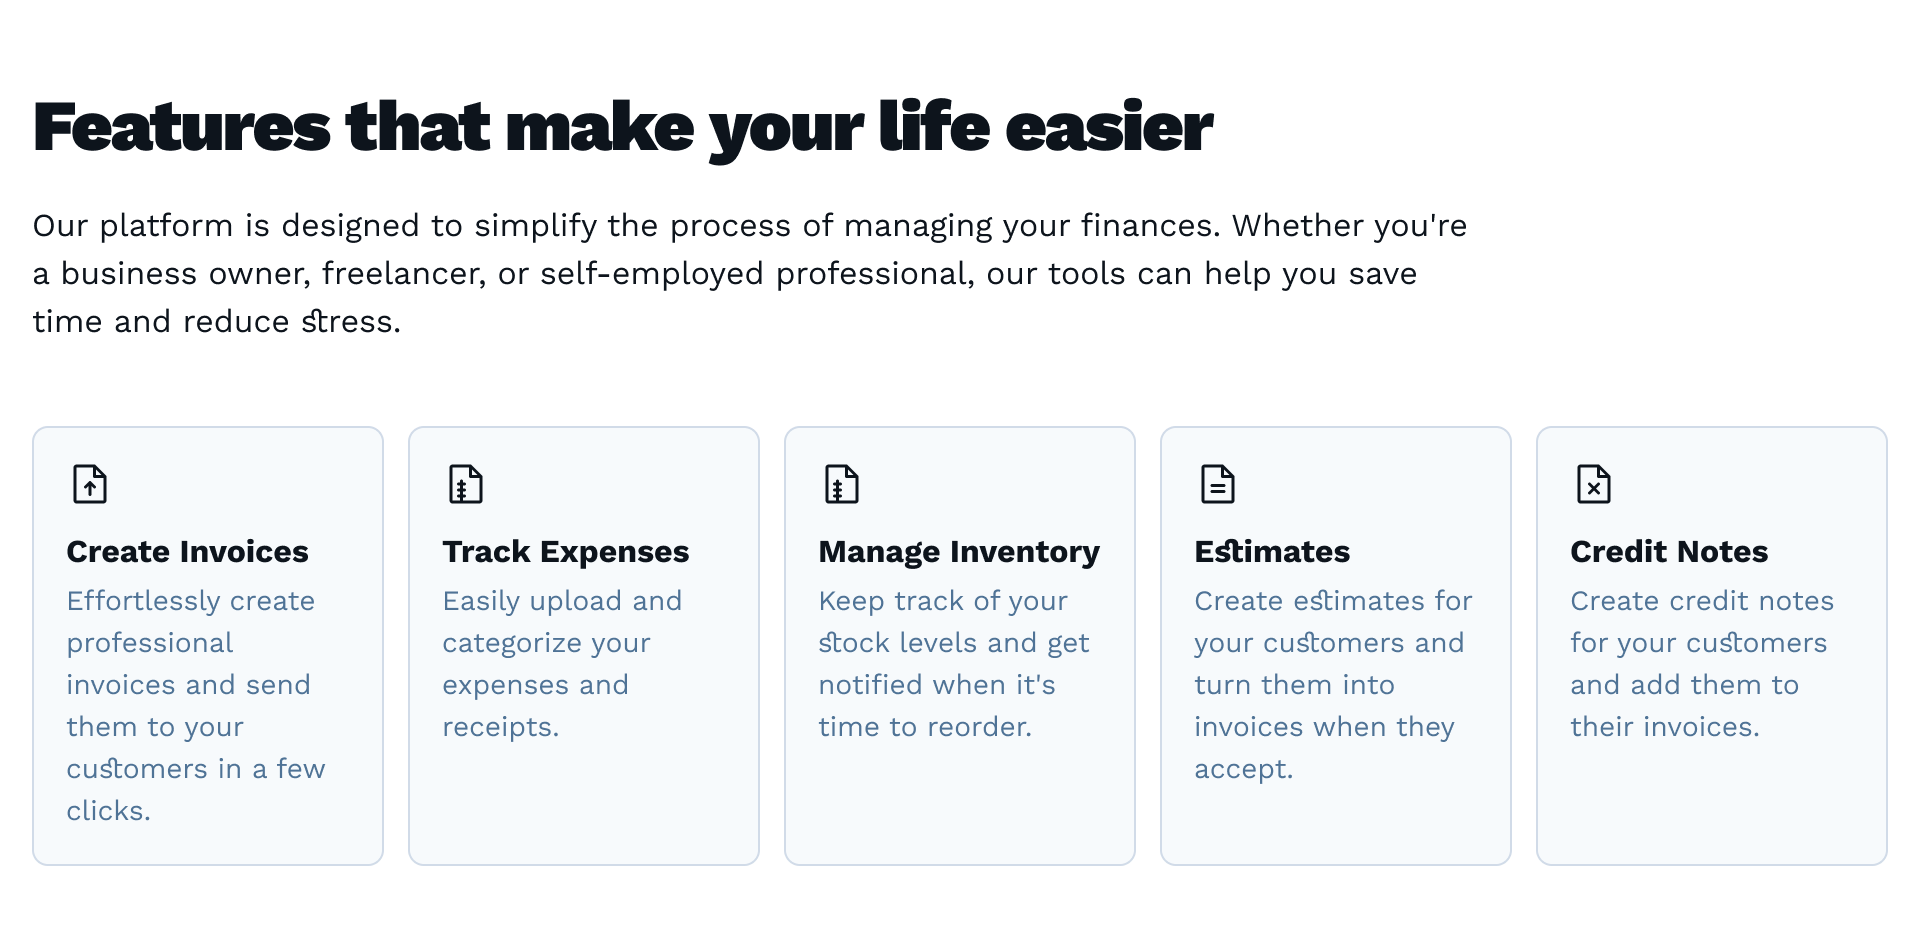 Features that make your life easier
Our platform is designed to simplify the process of managing your finances. Whether you're
a business owner, freelancer, or self-employed professional, our tools can help you save
time and reduce stress.
Create Invoices
Effortlessly create
professional
invoices and send
them to your
customers in a few
clicks.
Track Expenses
Easily upload and
categorize your
expenses and
receipts.
Manage Inventory
Keep track of your
stock levels and get
notified when it's
time to reorder.
Estimates
Create estimates for
your customers and
turn them into
invoices when they
accept.
Credit Notes
Create credit notes
for your customers
and add them to
their invoices.